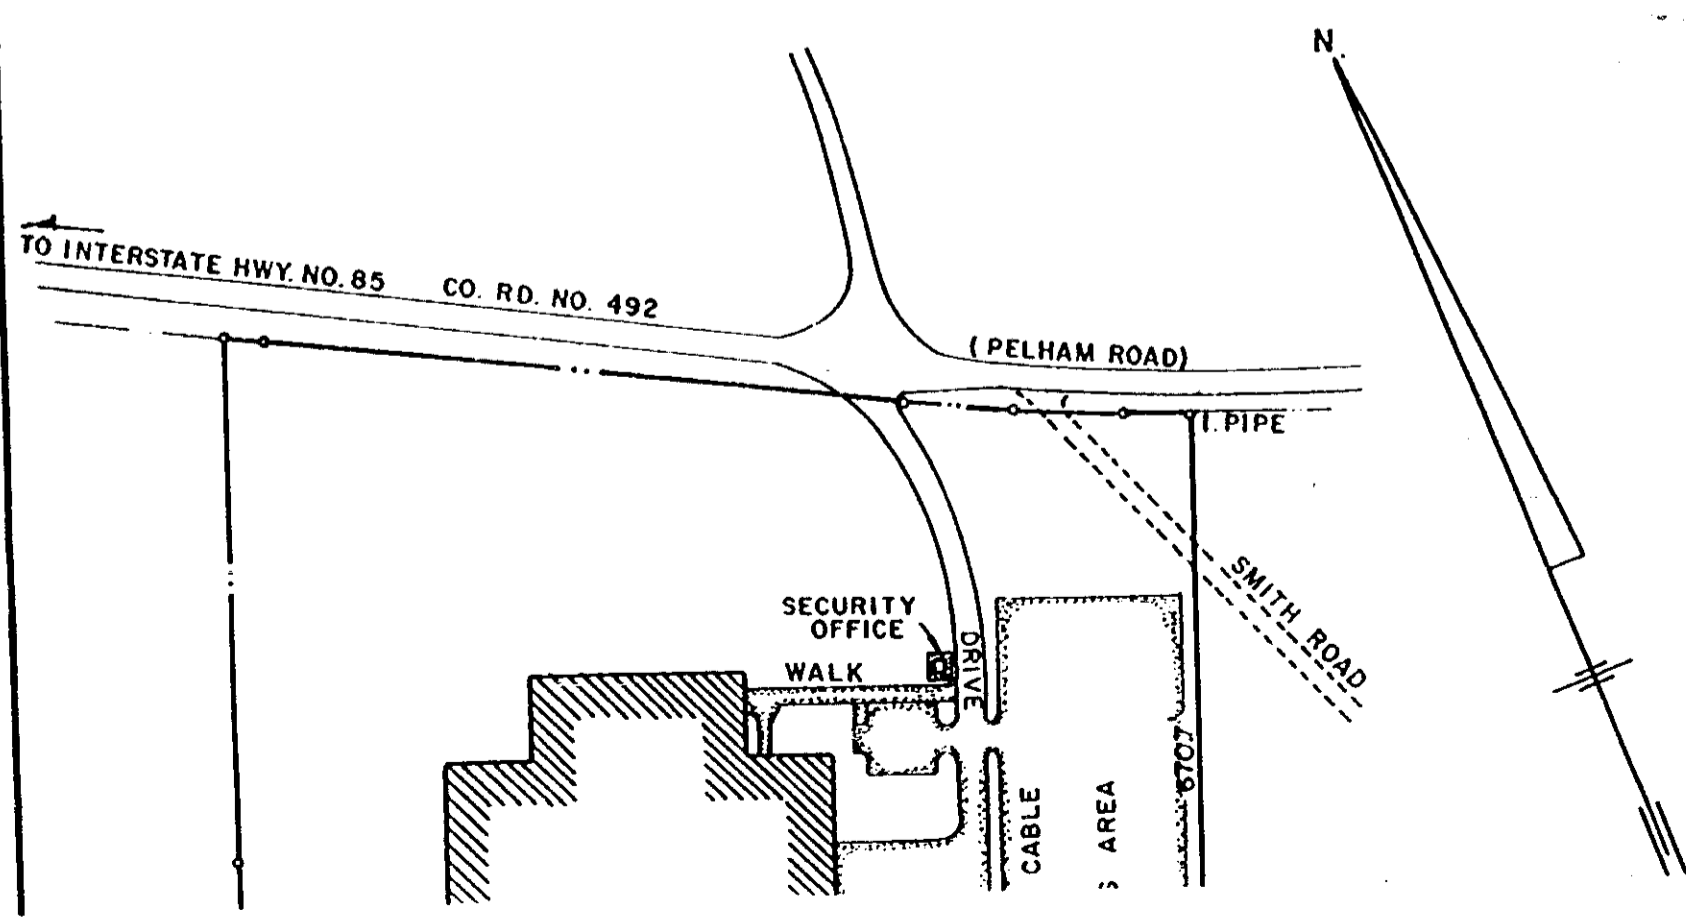 N.
TO INTERSTATE HWY. NO. 85
CO. RD. NO. 492
( PELHAM ROAD)
I. PIPE
SMITH ROAD
SECURITY
OFFICE
DRIVE
WALK
CABLE
AREA